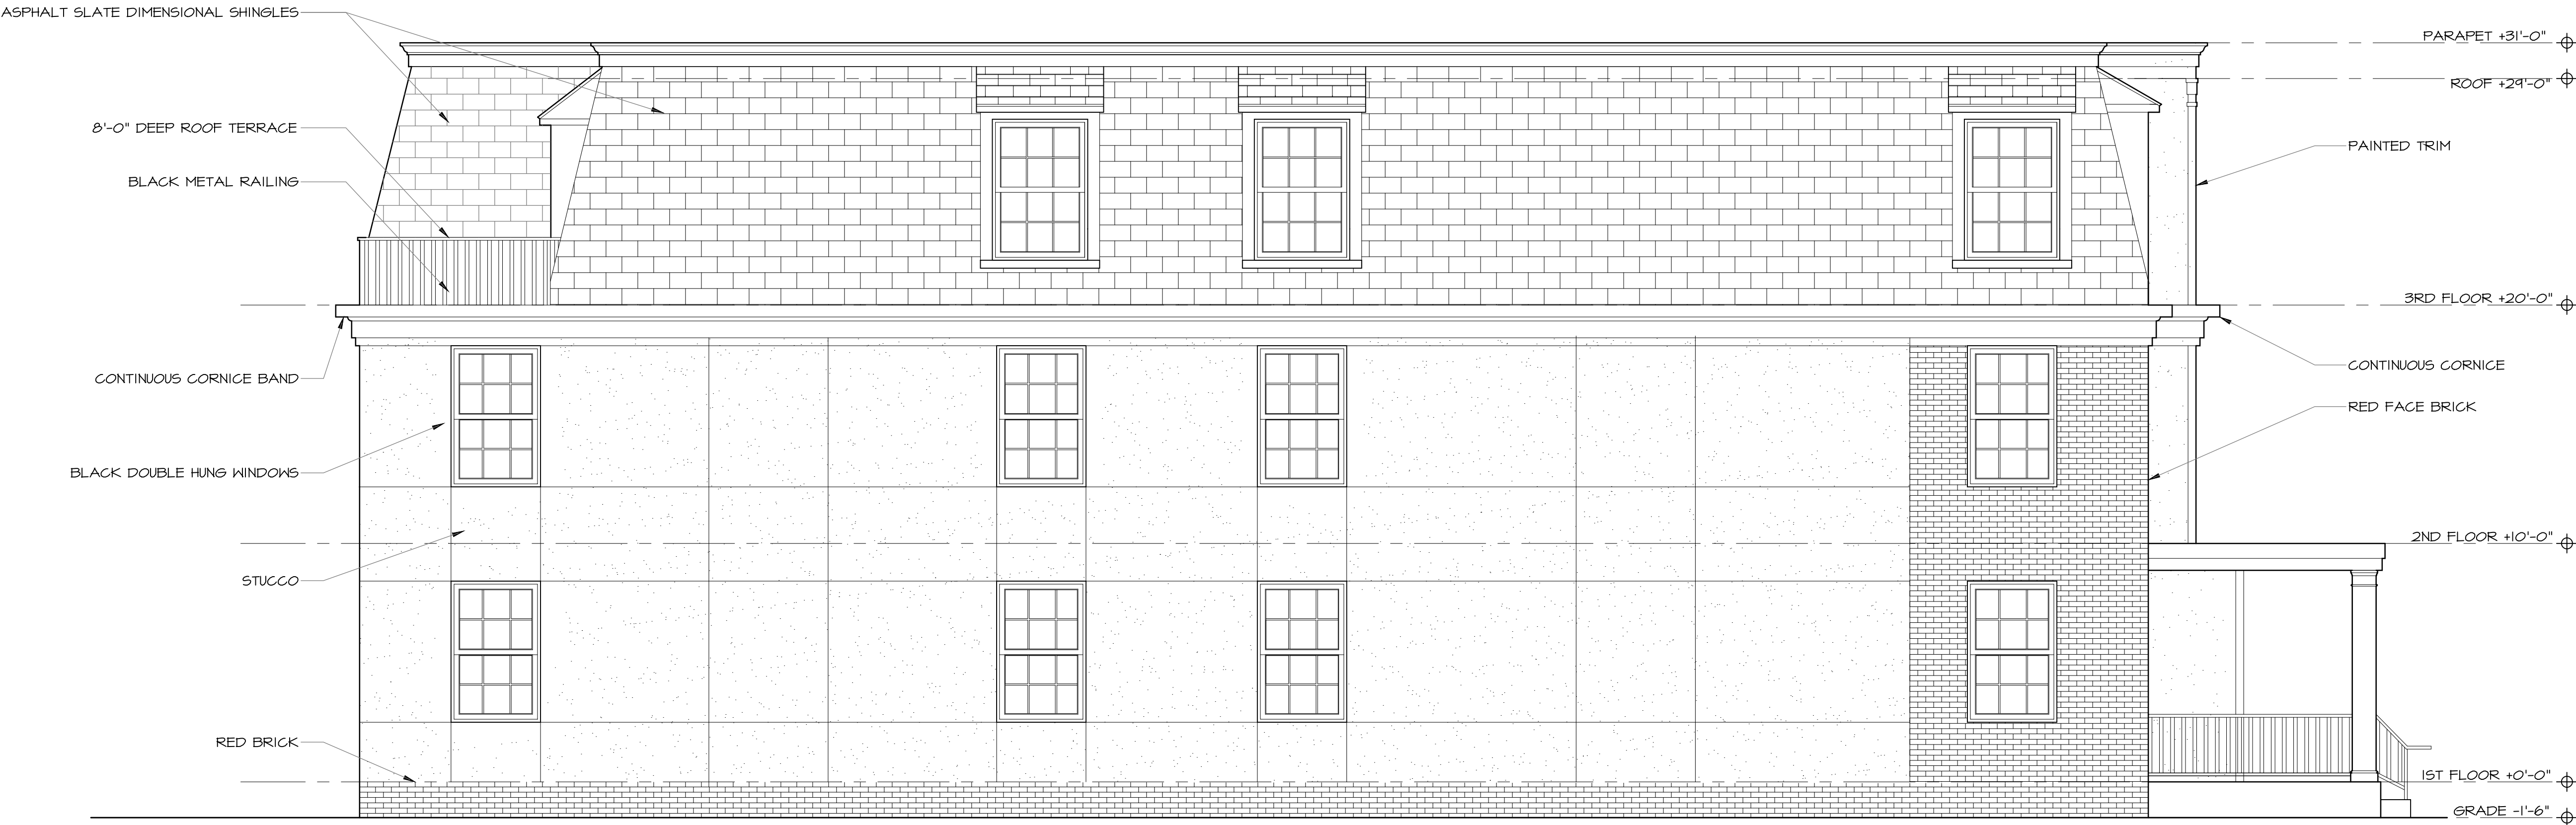 ASPHALT SLATE DIMENSIONAL SHINGLES
8'-0" DEEP ROOF TERRACE
BLACK METAL RAILING
CONTINUOUS CORNICE BAND
BLACK DOUBLE HUNG WINDOWS
STUCCO
RED BRICK
PARAPET +31'-0"
ROOF +29'-0"
PAINTED TRIM
3RD FLOOR +20'-0"
CONTINUOUS CORNICE
RED FACE BRICK
2ND FLOOR +10'-0"
1ST FLOOR +0'-0"
GRADE -1'-6"